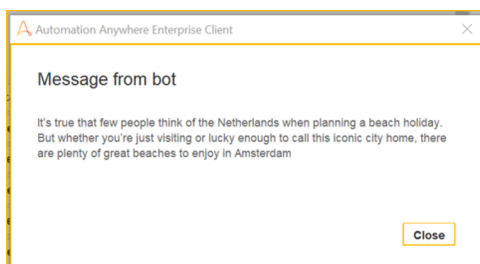 Automation Anywhere Enterprise Client
Message from bot
It's true that few people think of the Netherlands when planning a beach holiday.
But whether you're just visiting or lucky enough to call this iconic city home, there
are plenty of great beaches to enjoy in Amsterdam
Close